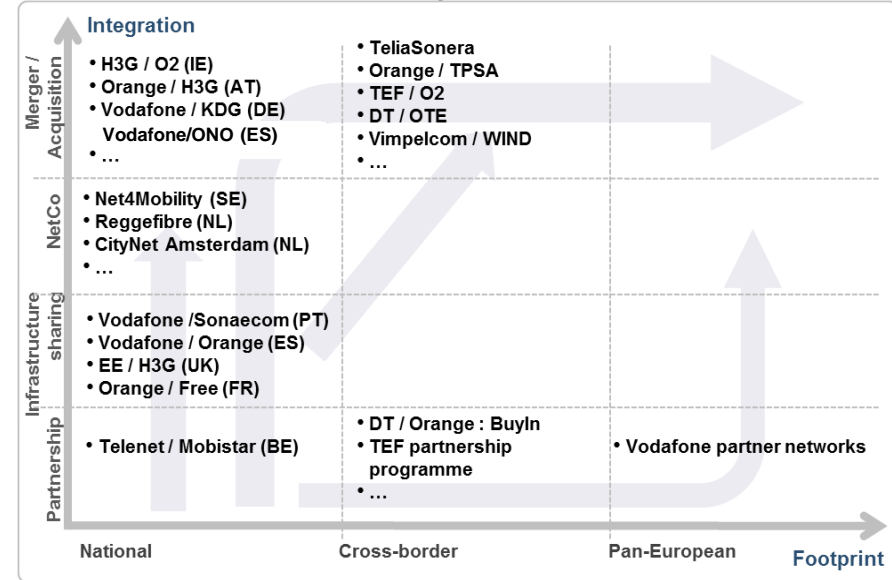 Integration
Merger /
Acquisition
• H3G / O2 (IE)
• Orange / H3G (AT)
• Vodafone / KDG (DE)
Vodafone/ONO (ES)
• ...
• TeliaSonera
• Orange / TPSA
• TEF / O2
• DT / OTE
• Vimpelcom / WIND
• ...
NetCo
• Net4Mobility (SE)
• Reggefibre (NL)
• CityNet Amsterdam (NL)
• ...
Infrastructure
sharing
• Vodafone /Sonaecom (PT)
• Vodafone / Orange (ES)
• EE / H3G (UK)
• Orange / Free (FR)
Partnership
• Telenet / Mobistar (BE)
• DT / Orange : BuyIn
• TEF partnership
programme
• ...
• Vodafone partner networks
National
Cross-border
Pan-European
Footprint